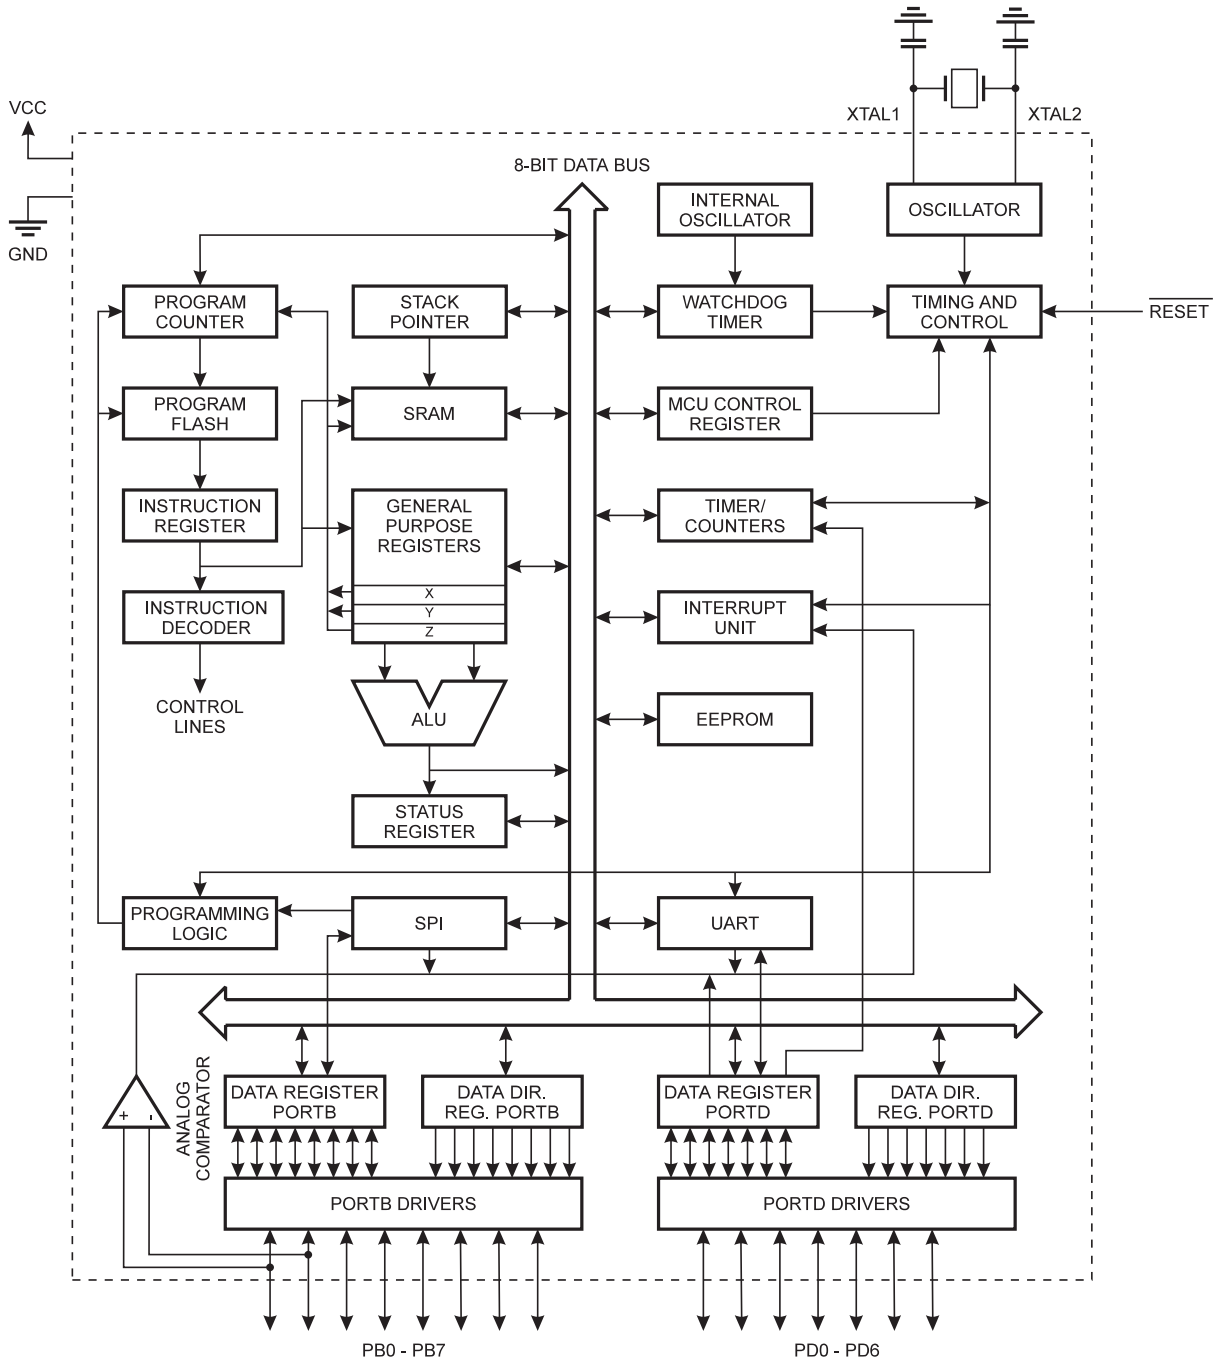 XTAL1
XTAL2
VCC
GND
8-BIT DATA BUS
INTERNAL
OSCILLATOR
OSCILLATOR
PROGRAM
COUNTER
STACK
POINTER
WATCHDOG
TIMER
TIMING AND
CONTROL
RESET
PROGRAM
FLASH
SRAM
MCU CONTROL
REGISTER
INSTRUCTION
REGISTER
GENERAL
PURPOSE
REGISTERS
X
Y
Z
TIMER/
COUNTERS
INSTRUCTION
DECODER
INTERRUPT
UNIT
CONTROL
LINES
ALU
EEPROM
STATUS
REGISTER
PROGRAMMING
LOGIC
SPI
UART
ANALOG
COMPARATOR
+
-
DATA REGISTER
PORTB
DATA DIR.
REG. PORTB
DATA REGISTER
PORTD
DATA DIR.
REG. PORTD
PORTB DRIVERS
PORTD DRIVERS
PB0 - PB7
PD0 - PD6